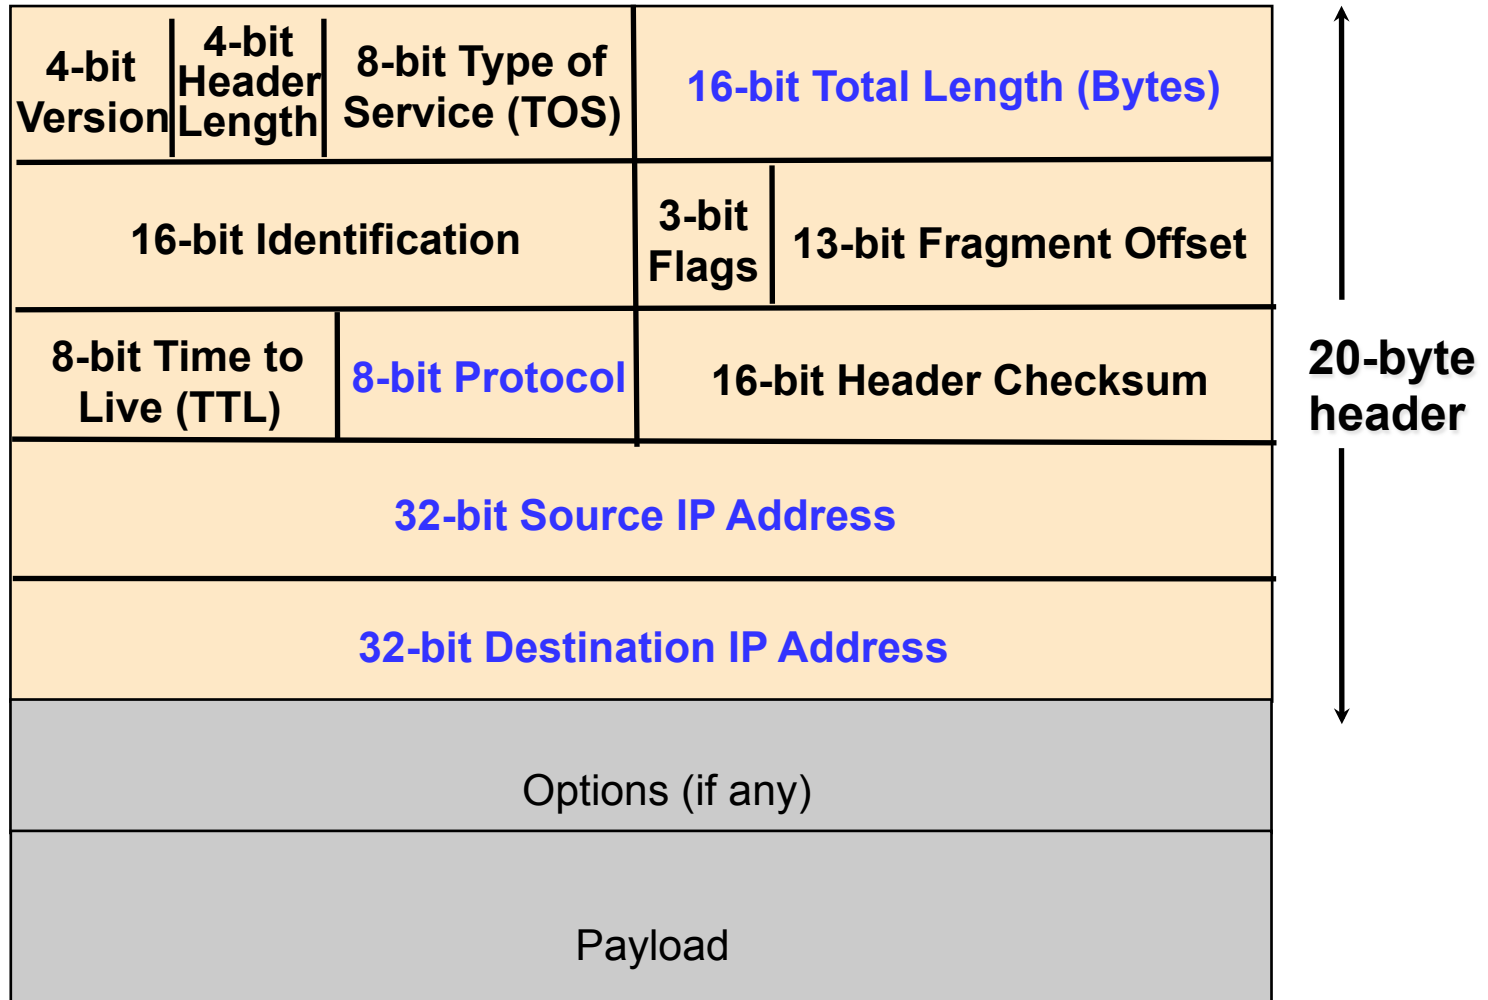 4-bit
Version
4-bit
Header
Length
8-bit Type of
Service (TOS)
16-bit Total Length (Bytes)
16-bit Identification
3-bit
Flags
13-bit Fragment Offset
8-bit Time to
Live (TTL)
8-bit Protocol
16-bit Header Checksum
20-byte
header
32-bit Source IP Address
32-bit Destination IP Address
Options (if any)
Payload